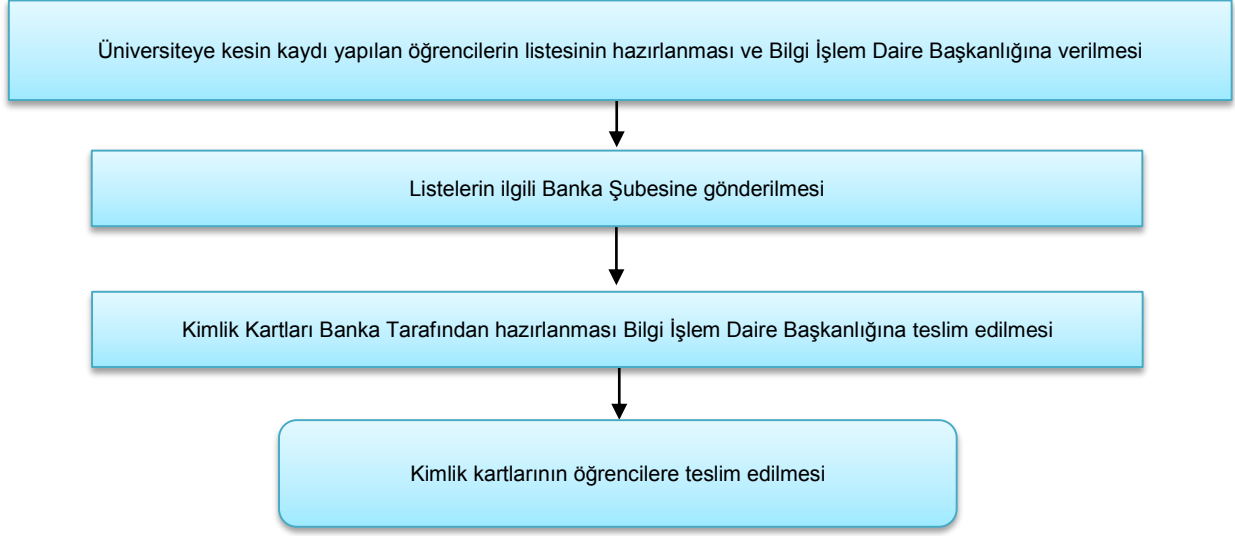 Üniversiteye kesin kaydı yapılan öğrencilerin listesinin hazırlanması ve Bilgi İşlem Daire Başkanlığına verilmesi
Listelerin ilgili Banka Şubesine gönderilmesi
Kimlik Kartları Banka Tarafından hazırlanması Bilgi İşlem Daire Başkanlığına teslim edilmesi
Kimlik kartlarının öğrencilere teslim edilmesi